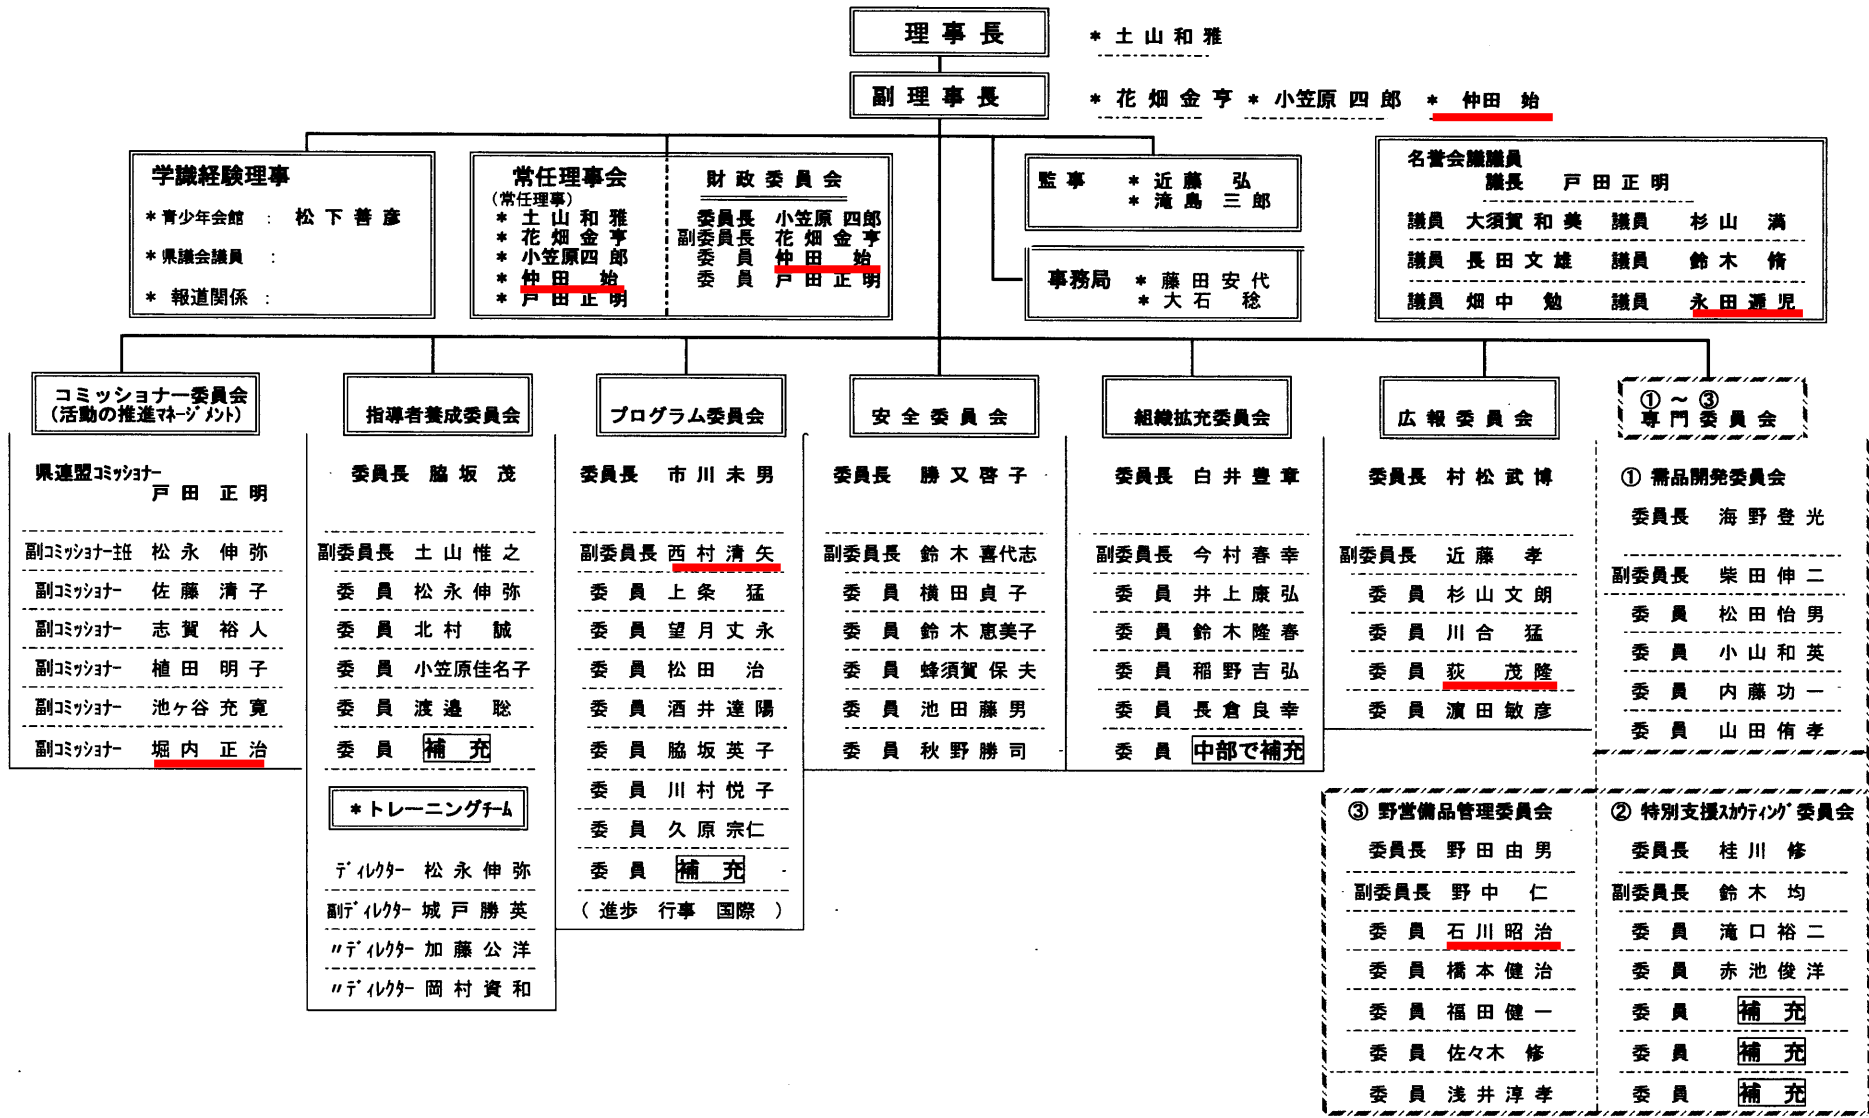 理事長 * 土山和雅
副理事長 * 花畑金亨 * 小笠原四郎 * 仲田 始
学識経験理事
* 青少年会館 : 松下善彦
* 県議会議員 :
* 報道関係 :
常任理事会
(常任理事)
* 土山和雅
* 花畑金亨
* 小笠原四郎
* 仲田 始
* 戸田正明
財政委員会
委員長 小笠原四郎
副委員長 花畑金亨
委員 仲田 始
委員 戸田正明
監事 * 近藤 弘
* 滝島三郎
事務局 * 藤田安代
* 大石 稔
名誉会議議員
議長 戸田正明
議員 大須賀和美 議員 杉山 満
議員 長田文雄 議員 鈴木 脩
議員 畑中 勉 議員 永田 児
コミッショナー委員会
(活動の推進マネージメント)
県連盟コミッショナー
戸田正明
副コミッショナー主任 松永伸弥
副コミッショナー 佐藤清子
副コミッショナー 志賀裕人
副コミッショナー 植田明子
副コミッショナー 池ヶ谷充寛
副コミッショナー 堀内正治
指導者養成委員会
委員長 脇坂茂
副委員長 土山惟之
委員 松永伸弥
委員 北村 誠
委員 小笠原佳名子
委員 渡邉 聡
委員 補充
* トレーニングチーム
ディレクター 松永伸弥
副ディレクター 城戸勝英
〃ディレクター 加藤公洋
〃ディレクター 岡村資和
プログラム委員会
委員長 市川未男
副委員長 西村清矢
委員 上条 猛
委員 望月丈永
委員 松田 治
委員 酒井達陽
委員 脇坂英子
委員 川村悦子
委員 久原宗仁
委員 補充
( 進歩 行事 国際 )
安全委員会
委員長 勝又啓子
副委員長 鈴木喜代志
委員 横田貞子
委員 鈴木恵美子
委員 蜂須賀保夫
委員 池田藤男
委員 秋野勝司
組織拡充委員会
委員長 白井豊章
副委員長 今村春幸
委員 井上康弘
委員 鈴木隆春
委員 稲野吉弘
委員 長倉良幸
委員 中部で補充
広報委員会
委員長 村松武博
副委員長 近藤 孝
委員 杉山文朗
委員 川合 猛
委員 荻 茂隆
委員 濵田敏彦
① ～ ③
専門委員会
① 需品開発委員会
委員長 海野登光
副委員長 柴田伸二
委員 松田怡男
委員 小山和英
委員 内藤功一
委員 山田侑孝
③ 野営備品管理委員会
委員長 野田由男
副委員長 野中 仁
委員 石川昭治
委員 橋本健治
委員 福田健一
委員 佐々木 修
委員 浅井淳孝
② 特別支援スカウティング委員会
委員長 桂川 修
副委員長 鈴木 均
委員 滝口裕二
委員 赤池俊洋
委員 補充
委員 補充
委員 補充